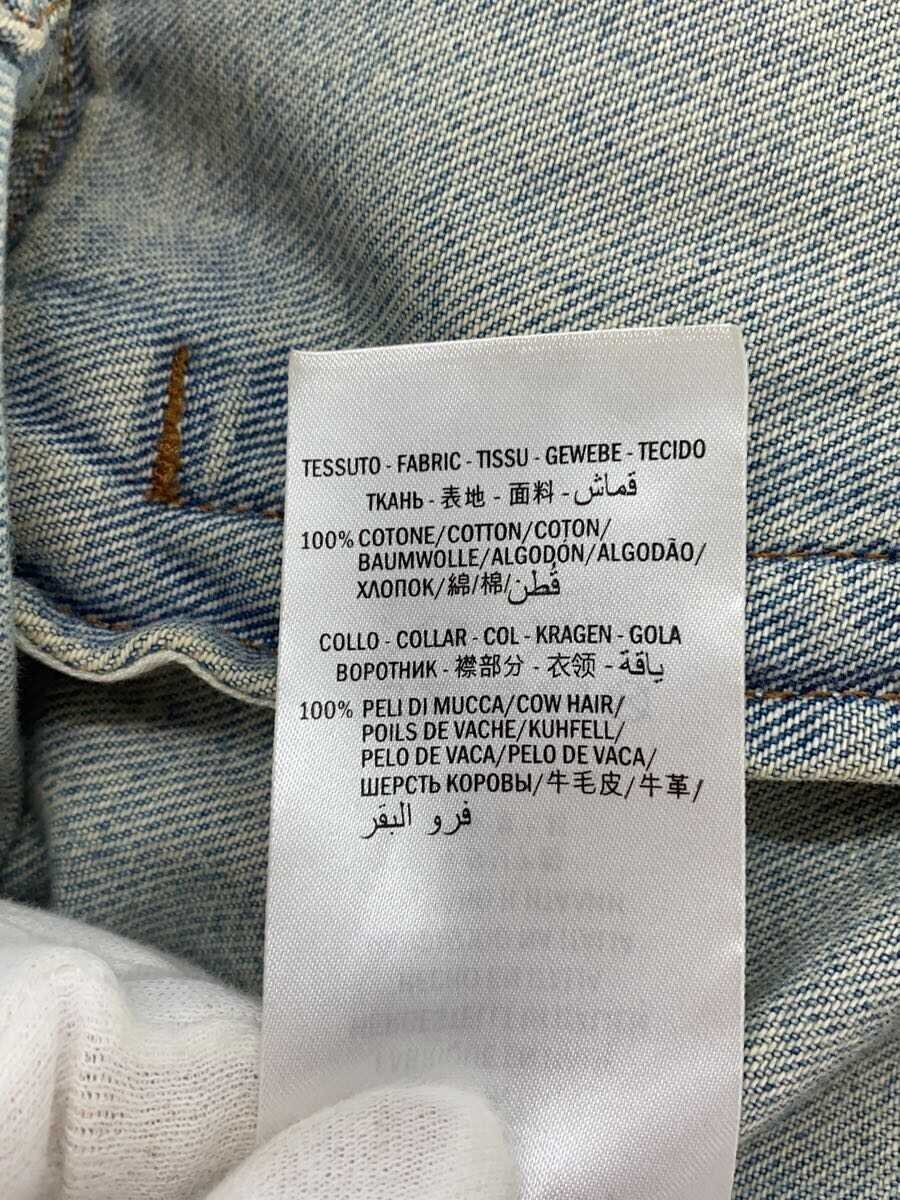 TESSUTO - FABRIC - TISSU - GEWEBE - TECIDO
ТКАНЬ - 表地 - 面料 - قماش
100% COTONE/COTTON/COTON/
BAUMWOLLE/ALGODÓN/ALGODÃO/
ХЛОПОК/綿/棉/قُطن
COLLO - COLLAR - COL - KRAGEN - GOLA
ВОРОТНИК - 襟部分 - 衣领 - ياقة
100% PELI DI MUCCA/COW HAIR/
POILS DE VACHE/KUHFELL/
PELO DE VACA/PELO DE VACA/
ШЕРСТЬ КОРОВЫ/牛毛皮/牛革/
فرو البقر